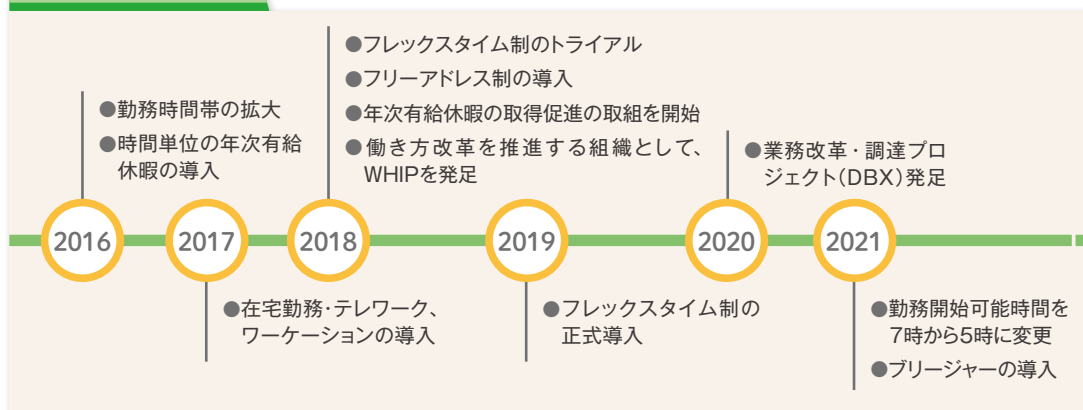 ●フレックスタイム制のトライアル
●フリーアドレス制の導入
●年次有給休暇の取得促進の取組を開始
●働き方改革を推進する組織として、
WHIPを発足
●勤務時間帯の拡大
●時間単位の年次有給
休暇の導入
●業務改革・調達プロ
ジェクト(DBX)発足
2016
2017
2018
2019
2020
2021
●在宅勤務・テレワーク、
ワーケーションの導入
●フレックスタイム制の
正式導入
●勤務開始可能時間を
7時から5時に変更
●ブリージャーの導入